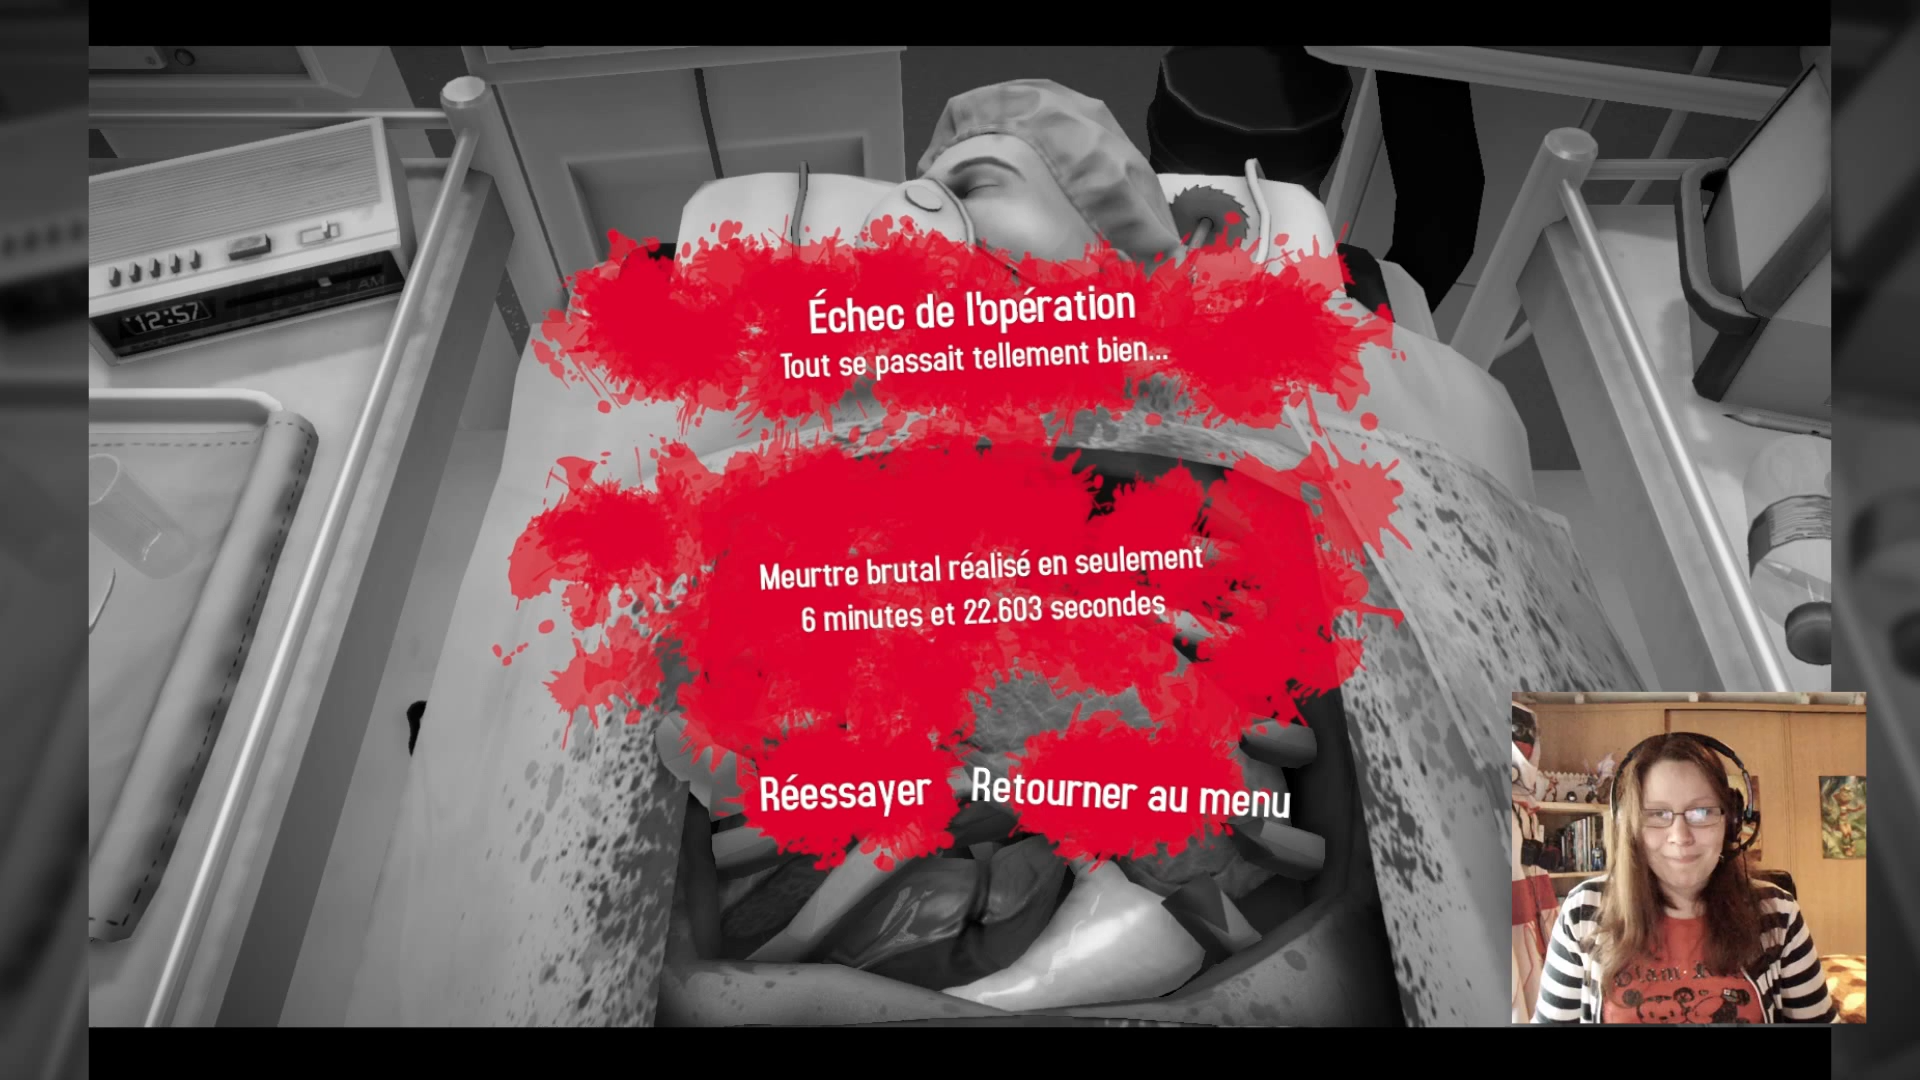 12:57
AM
Échec de l'opération
Tout se passait tellement bien...
Meurtre brutal réalisé en seulement
6 minutes et 22.603 secondes
Réessayer
Retourner au menu